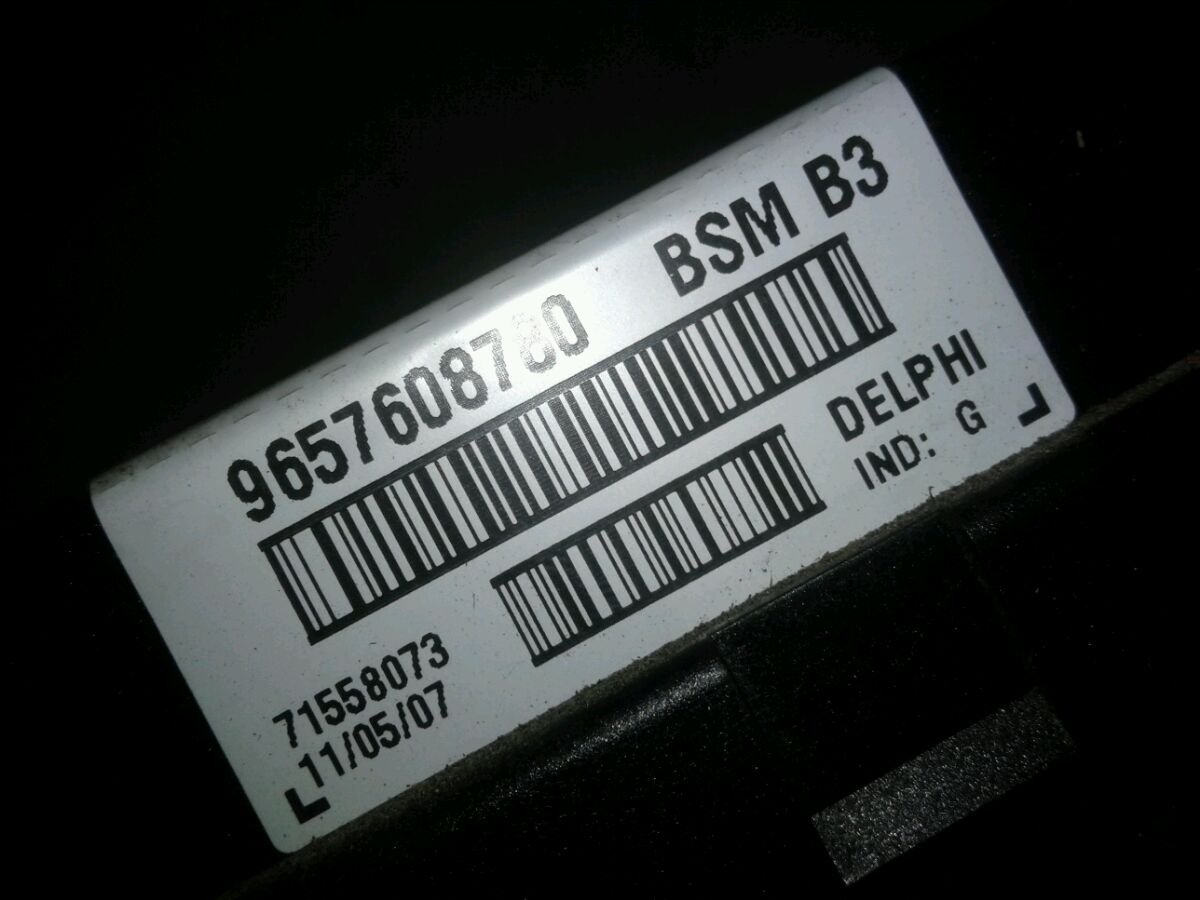 9657608780 BSM B3
DELPHI
IND: G
71558073
11/05/07